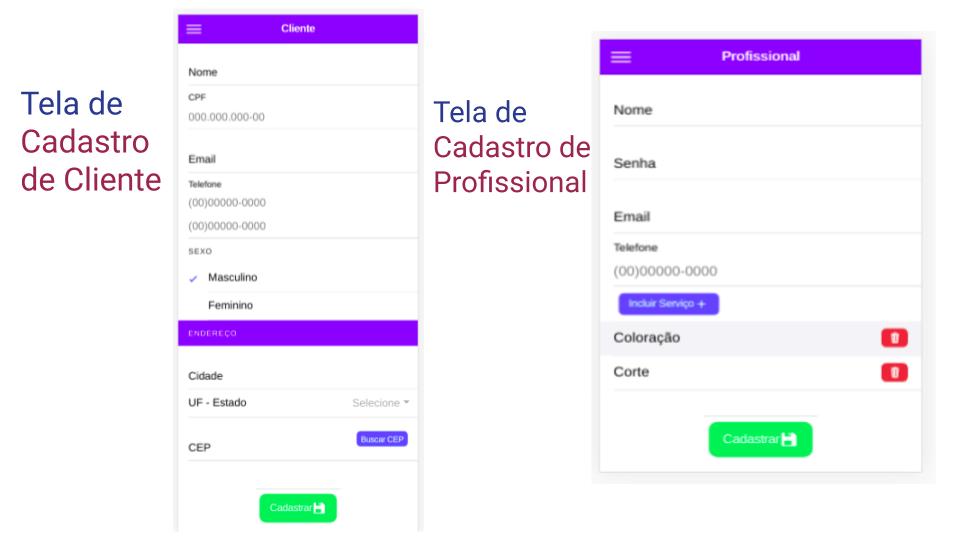 Tela de
Cadastro
de Cliente
Cliente
Nome
CPF
000.000.000-00
Email
Telefone
(00)00000-0000
(00)00000-0000
SEXO
Masculino
Feminino
ENDEREÇO
Cidade
UF - Estado Selecione
Buscar CEP
CEP
Cadastrar
Tela de
Cadastro de
Profissional
Profissional
Nome
Senha
Email
Telefone
(00)00000-0000
Incluir Serviço +
Coloração
Corte
Cadastrar